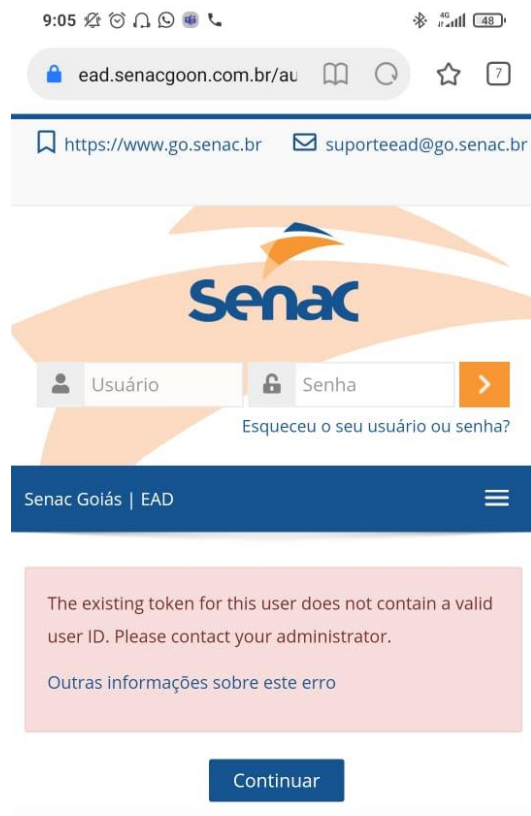 9:05 4G 48
ead.senacgoon.com.br/au 7
https://www.go.senac.br suporteead@go.senac.br
Senac
Usuário Senha
Esqueceu o seu usuário ou senha?
Senac Goiás | EAD
The existing token for this user does not contain a valid
user ID. Please contact your administrator.
Outras informações sobre este erro
Continuar